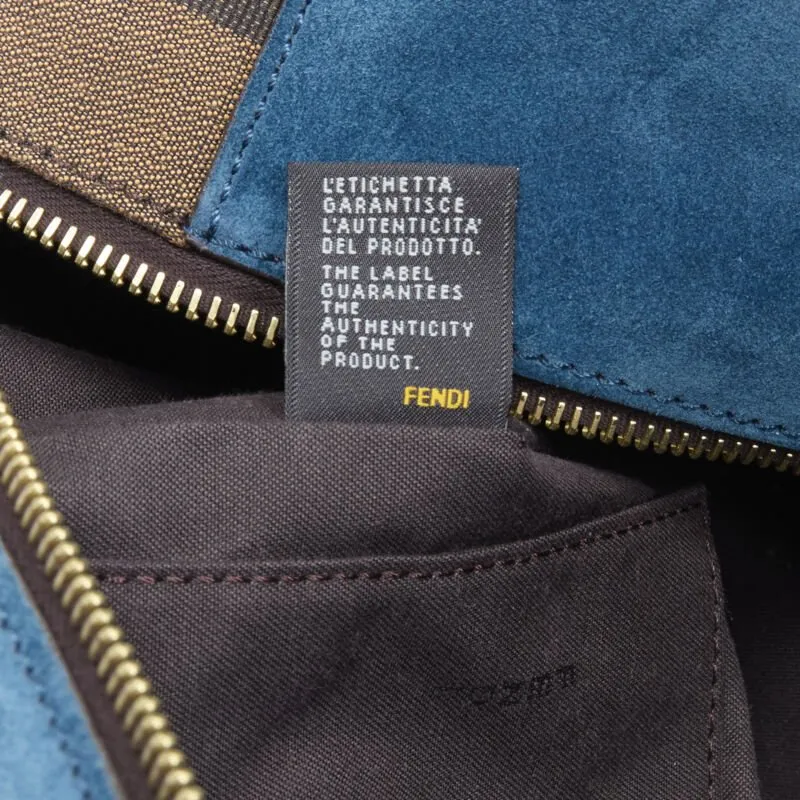 L'ETICHETTA
GARANTISCE
L'AUTENTICITA'
DEL PRODOTTO.
THE LABEL
GUARANTEES
THE
AUTHENTICITY
OF THE
PRODUCT.
FENDI